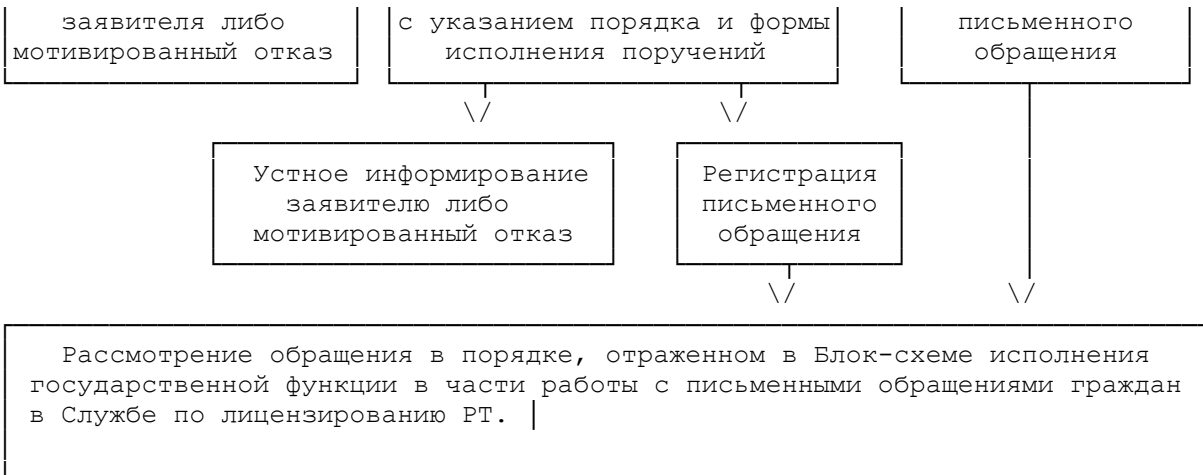 заявителя либо
мотивированный отказ
с указанием порядка и формы
исполнения поручений
письменного
обращения
Устное информирование
заявителю либо
мотивированный отказ
Регистрация
письменного
обращения
Рассмотрение обращения в порядке, отраженном в Блок-схеме исполнения
государственной функции в части работы с письменными обращениями граждан
в Службе по лицензированию РТ.